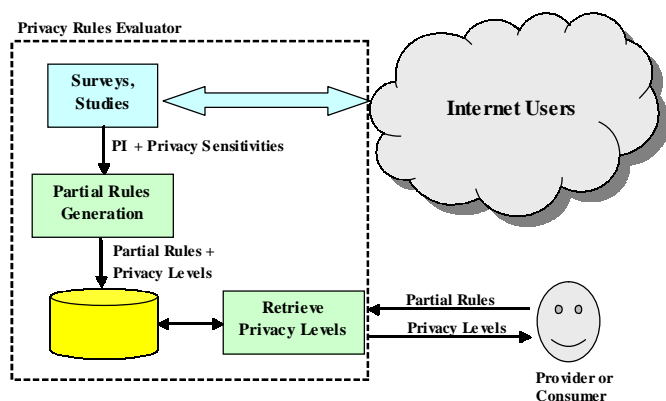 Privacy Rules Evaluator
Surveys,
Studies
Internet Users
PI + Privacy Sensitivities
Partial Rules
Generation
Partial Rules +
Privacy Levels
Retrieve
Privacy Levels
Partial Rules
Privacy Levels
Provider or
Consumer